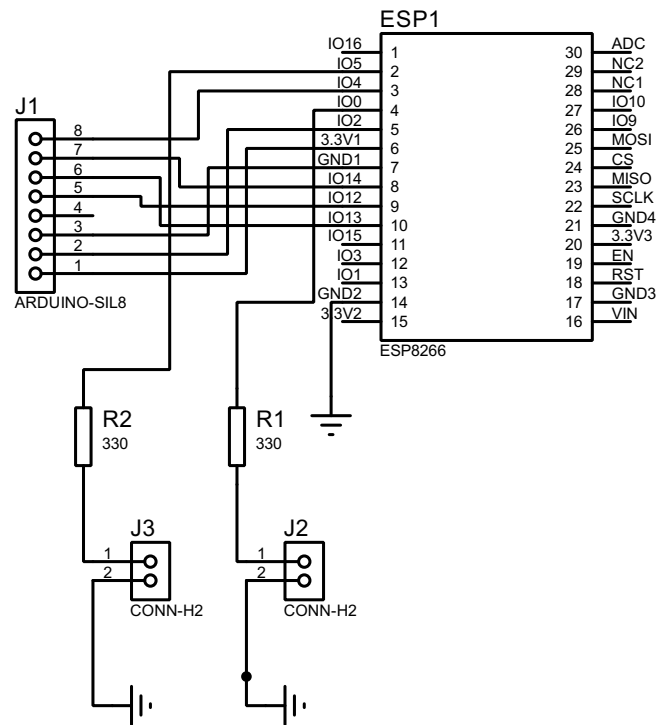 ESP1
IO16
1
30
ADC
IO5
2
29
NC2
IO4
3
28
NC1
IO0
4
27
IO10
IO2
5
26
IO9
3.3V1
6
25
MOSI
GND1
7
24
CS
IO14
8
23
MISO
IO12
9
22
SCLK
IO13
10
21
GND4
IO15
11
20
3.3V3
IO3
12
19
EN
IO1
13
18
RST
GND2
14
17
GND3
3.3V2
15
16
VIN
ESP8266
J1
8
7
6
5
4
3
2
1
ARDUINO-SIL8
R2
330
R1
330
J3
1
2
CONN-H2
J2
1
2
CONN-H2